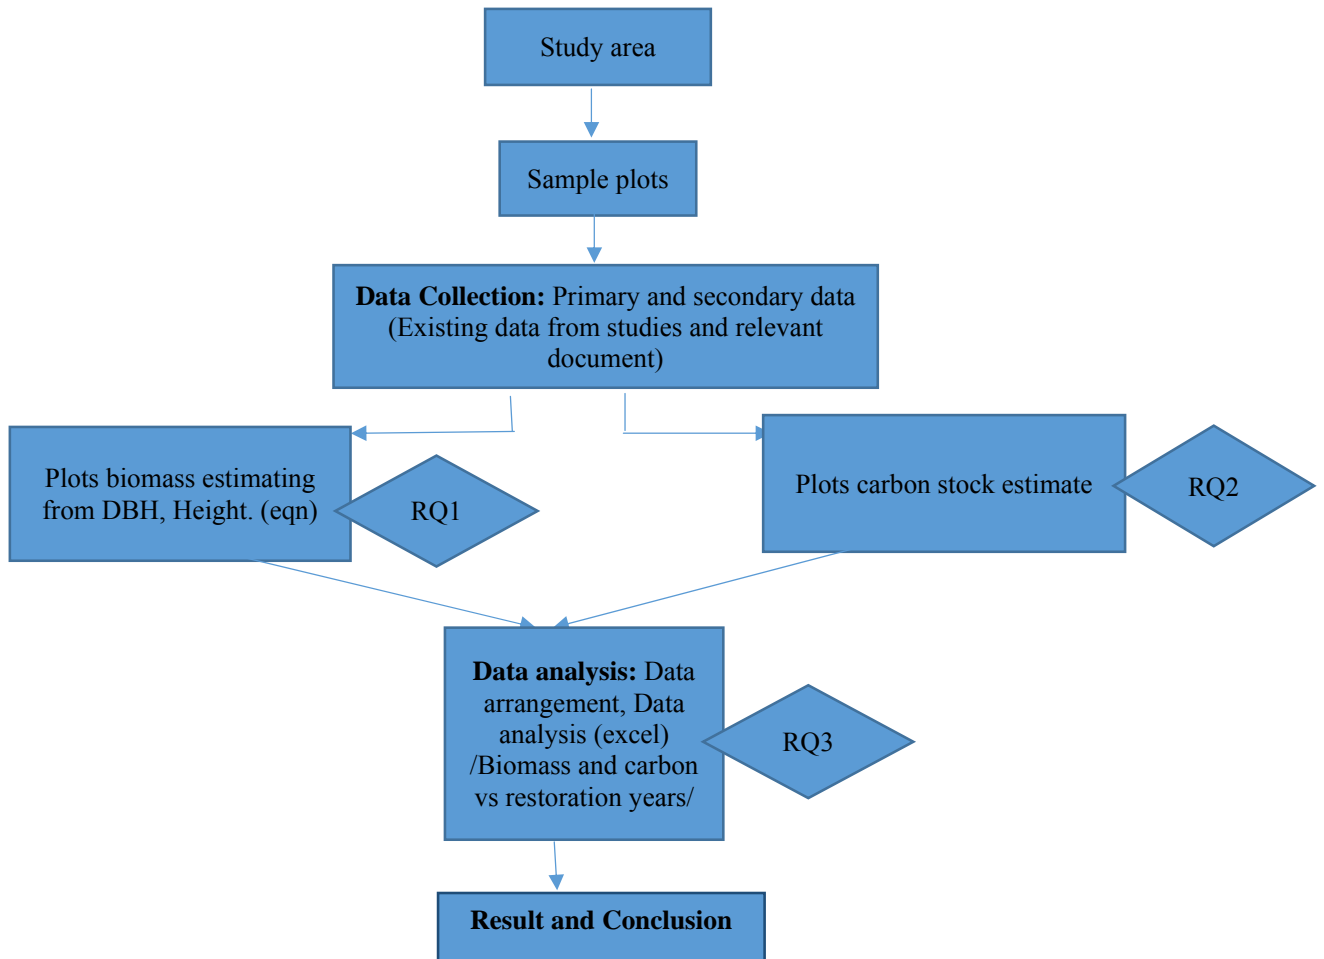 Study area
Sample plots
Data Collection: Primary and secondary data
(Existing data from studies and relevant
document)
Plots biomass estimating
from DBH, Height. (eqn)
RQ1
Plots carbon stock estimate
RQ2
Data analysis: Data
arrangement, Data
analysis (excel)
/Biomass and carbon
vs restoration years/
RQ3
Result and Conclusion